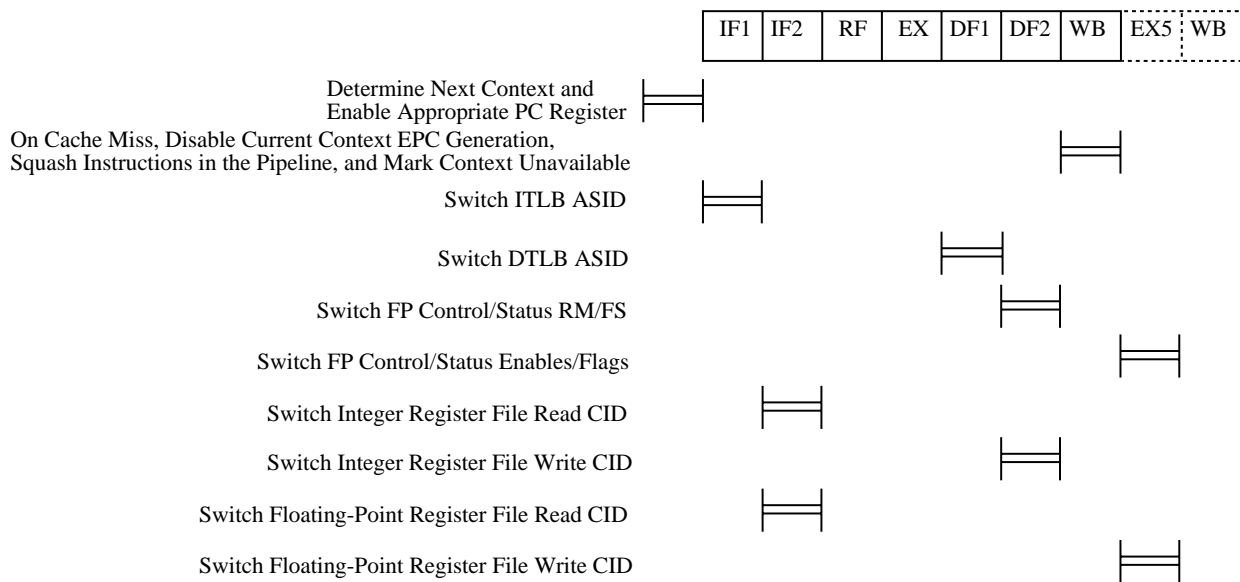 IF1 IF2 RF EX DF1 DF2 WB EX5 WB
Determine Next Context and
Enable Appropriate PC Register
On Cache Miss, Disable Current Context EPC Generation,
Squash Instructions in the Pipeline, and Mark Context Unavailable
Switch ITLB ASID
Switch DTLB ASID
Switch FP Control/Status RM/FS
Switch FP Control/Status Enables/Flags
Switch Integer Register File Read CID
Switch Integer Register File Write CID
Switch Floating-Point Register File Read CID
Switch Floating-Point Register File Write CID